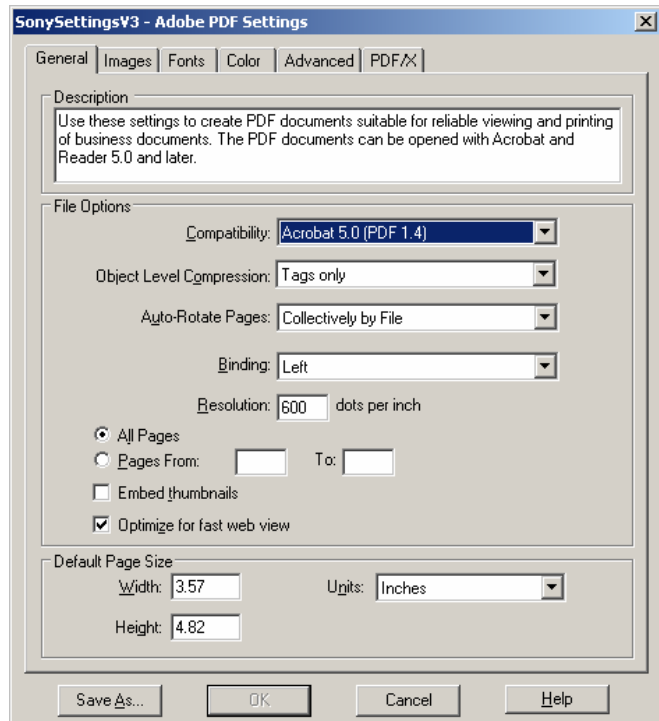 SonySettingsV3 - Adobe PDF Settings
General Images Fonts Color Advanced PDF/X
Description
Use these settings to create PDF documents suitable for reliable viewing and printing
of business documents. The PDF documents can be opened with Acrobat and
Reader 5.0 and later.
File Options
Compatibility: Acrobat 5.0 (PDF 1.4)
Object Level Compression: Tags only
Auto-Rotate Pages: Collectively by File
Binding: Left
Resolution: 600 dots per inch
All Pages
Pages From: To:
Embed thumbnails
Optimize for fast web view
Default Page Size
Width: 3.57 Units: Inches
Height: 4.82
Save As... OK Cancel Help